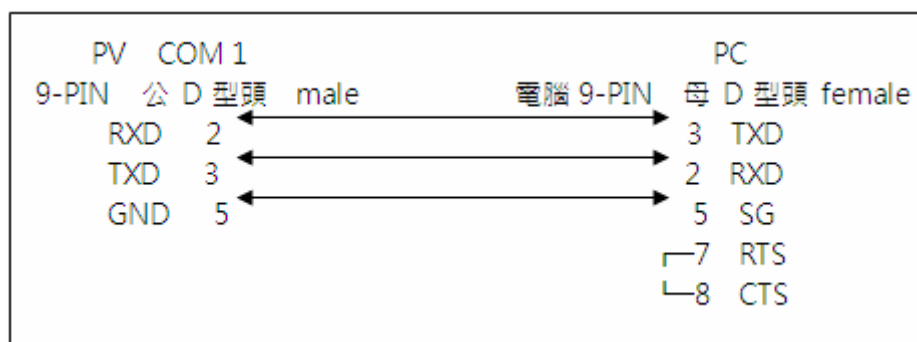 PV COM 1 PC
9-PIN 公 D 型頭 male 電腦 9-PIN 母 D 型頭 female
RXD 2 3 TXD
TXD 3 2 RXD
GND 5 5 SG
7 RTS
8 CTS